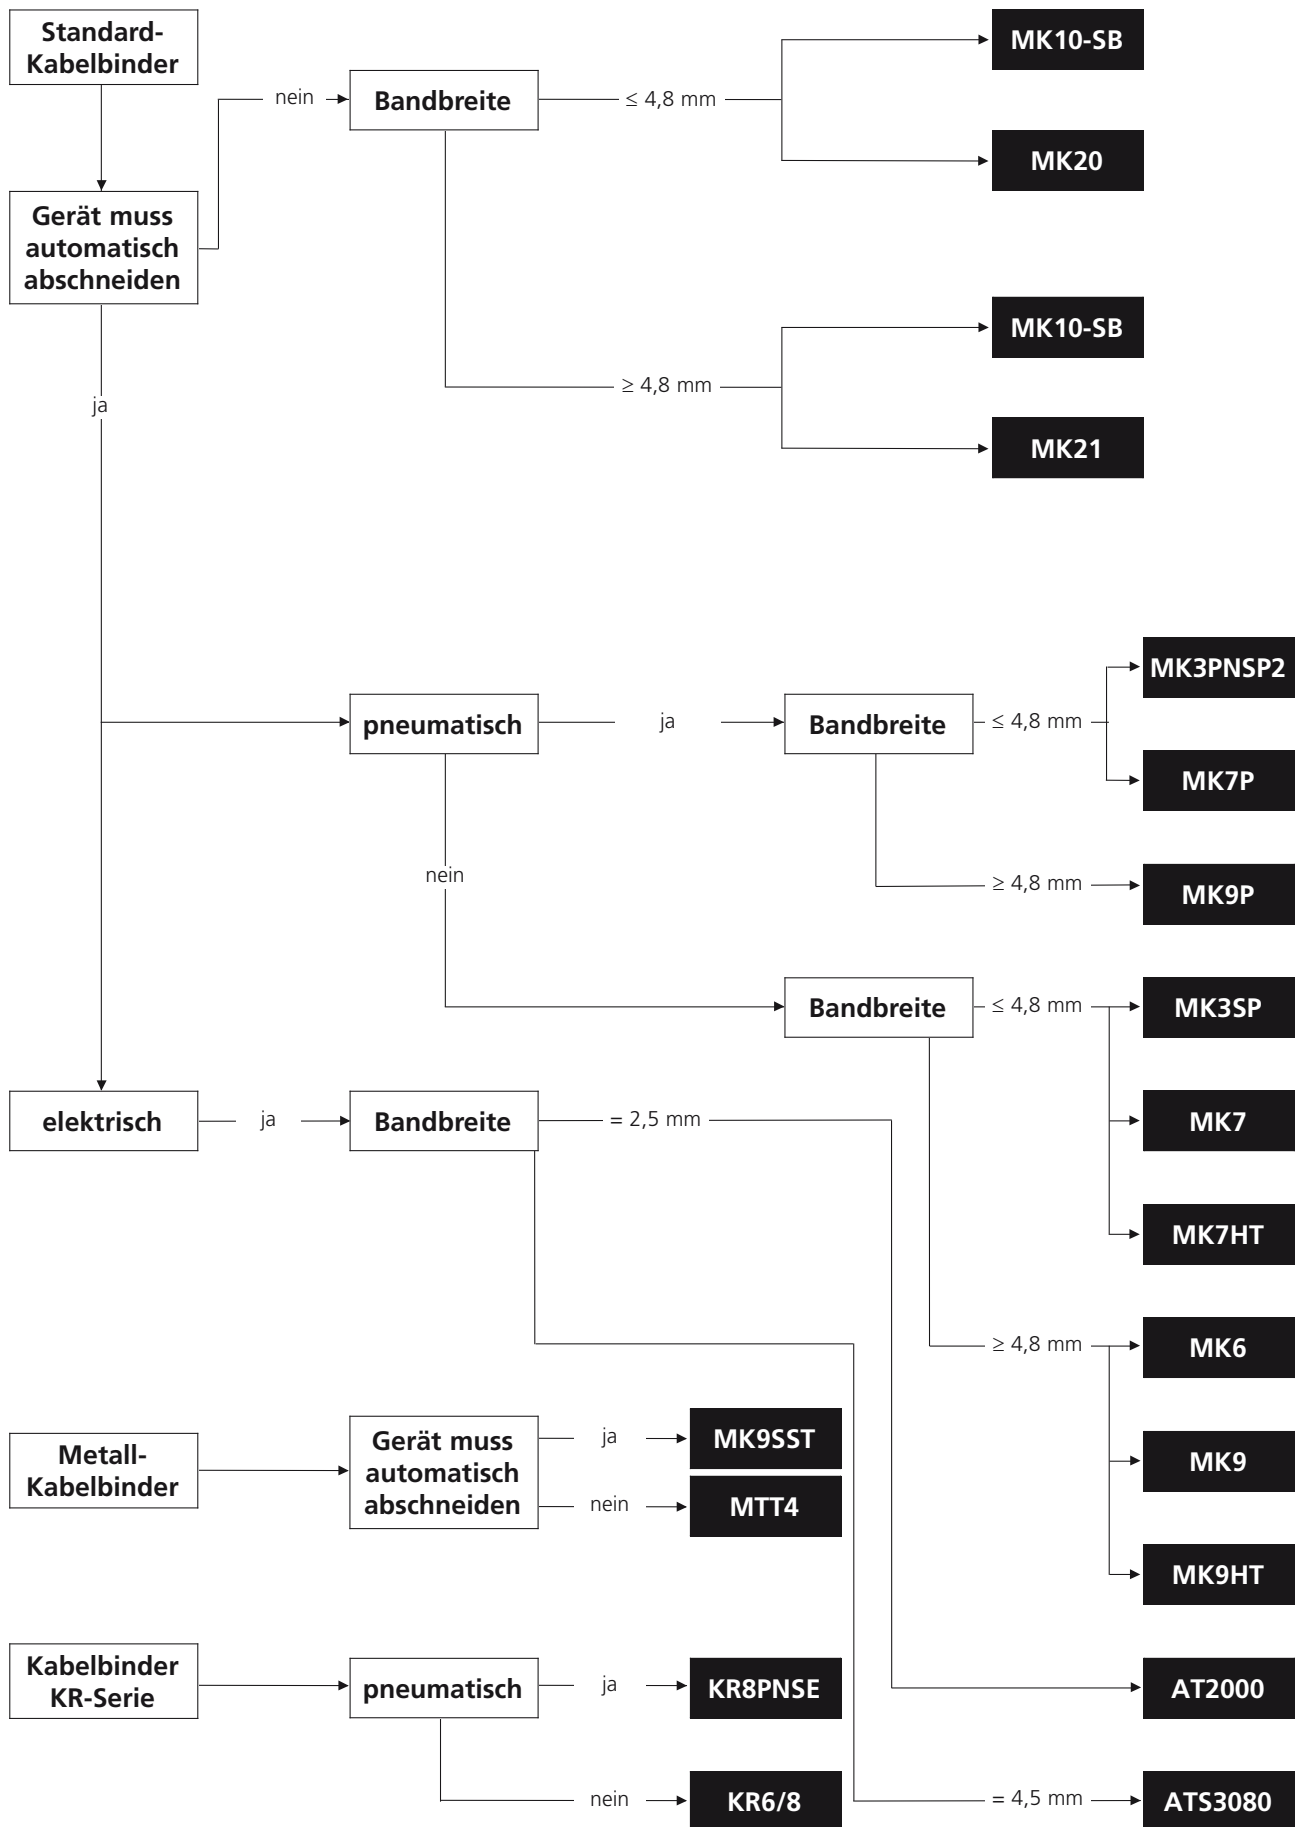 Standard-
Kabelbinder
MK10-SB
nein
Bandbreite
≤ 4,8 mm
MK20
Gerät muss
automatisch
abschneiden
MK10-SB
≥ 4,8 mm
ja
MK21
MK3PNSP2
pneumatisch
ja
Bandbreite
≤ 4,8 mm
MK7P
nein
≥ 4,8 mm
MK9P
Bandbreite
≤ 4,8 mm
MK3SP
elektrisch
ja
Bandbreite
= 2,5 mm
MK7
MK7HT
≥ 4,8 mm
MK6
Metall-
Kabelbinder
Gerät muss
automatisch
abschneiden
ja
MK9SST
nein
MTT4
MK9
MK9HT
Kabelbinder
KR-Serie
pneumatisch
ja
KR8PNSE
AT2000
nein
KR6/8
= 4,5 mm
ATS3080